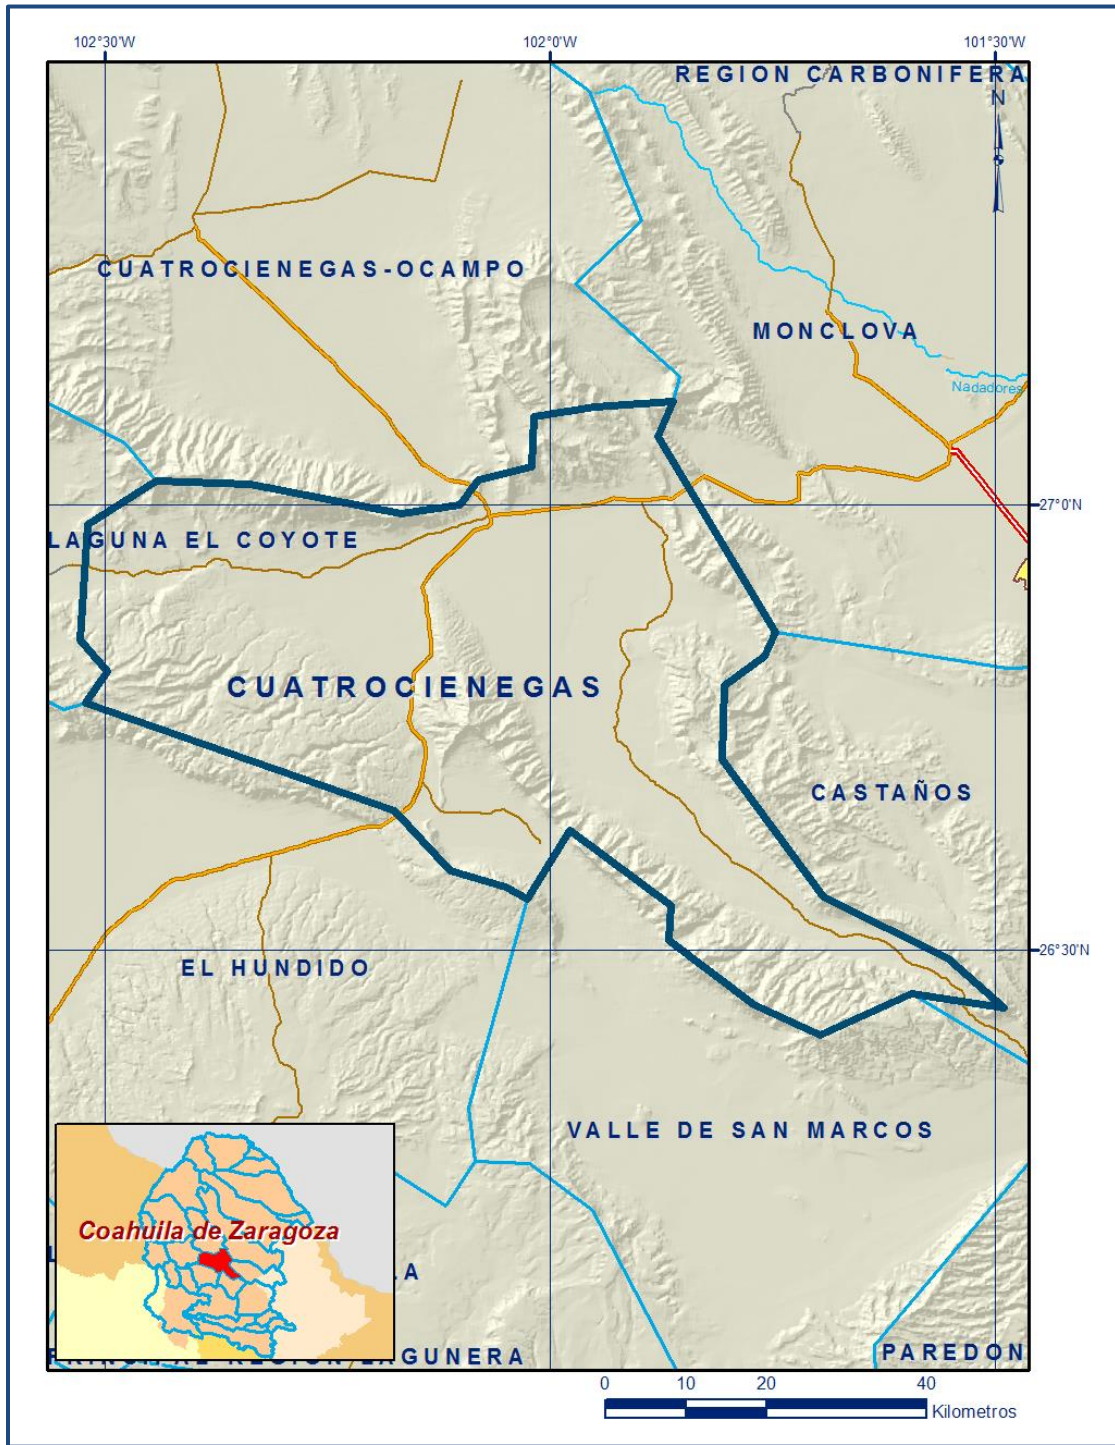 102°30'W
102°0'W
101°30'W
REGION CARBONIFERA
N
CUATROCIENEGAS-OCAMPO
MONCLOVA
Nadadores
27°0'N
LAGUNA EL COYOTE
CUATROCIENEGAS
CASTAÑOS
26°30'N
EL HUNDIDO
VALLE DE SAN MARCOS
Coahuila de Zaragoza
LA
REGION LAGUNERA
PAREDON
0 10 20 40
Kilometros